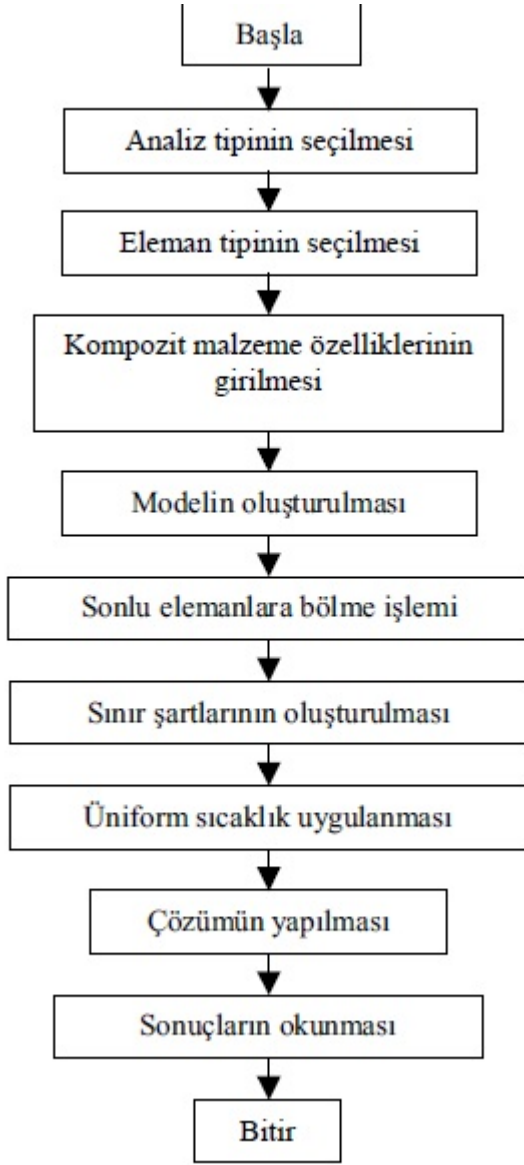 Başla
Analiz tipinin seçilmesi
Eleman tipinin seçilmesi
Kompozit malzeme özelliklerinin
girilmesi
Modelin oluşturulması
Sonlu elemanlara bölme işlemi
Sınır şartlarının oluşturulması
Üniform sıcaklık uygulanması
Çözümün yapılması
Sonuçların okunması
Bitir